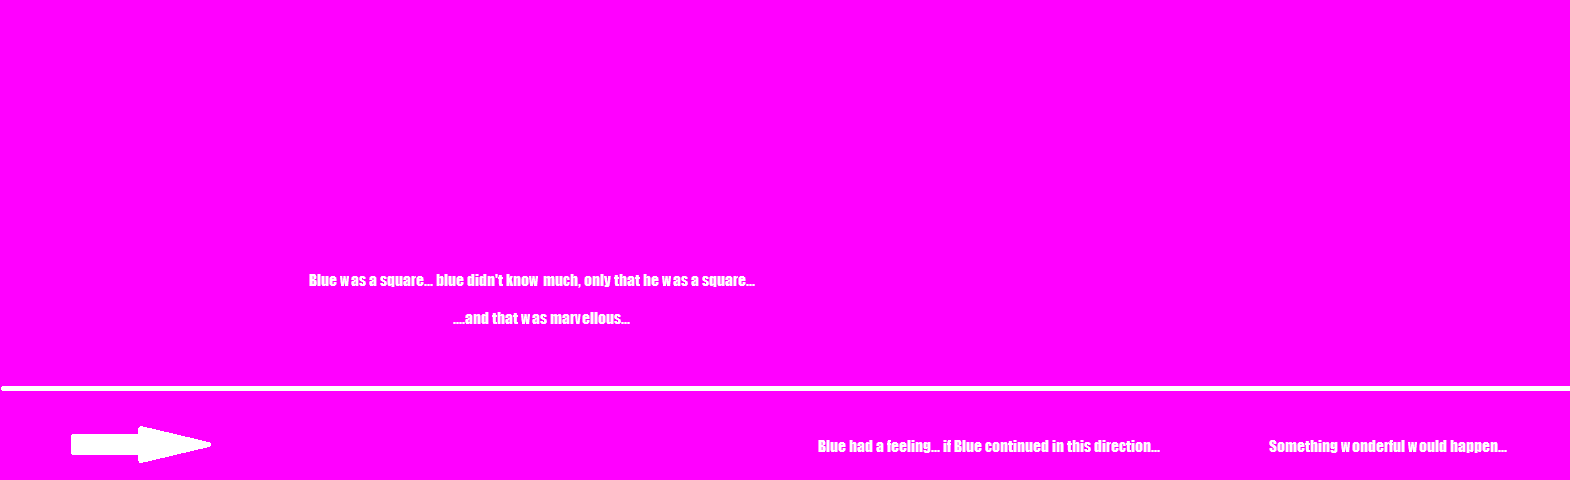 Blue was a square... blue didn't know much, only that he was a square...
....and that was marvellous...
Blue had a feeling... if Blue continued in this direction...
Something wonderful would happen...